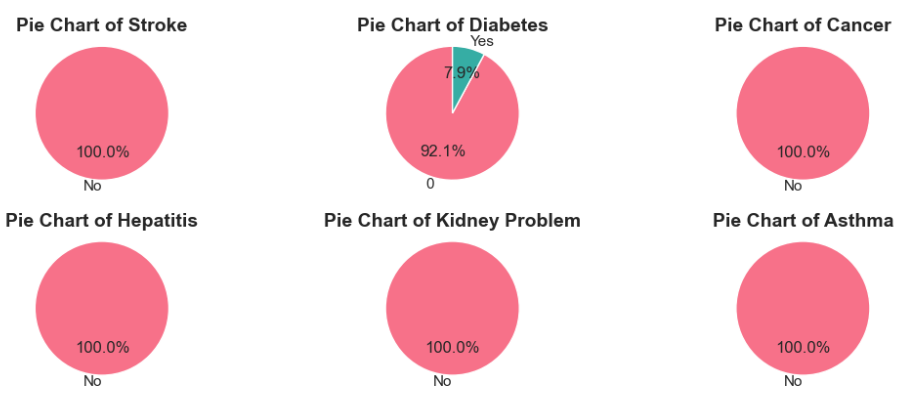 Pie Chart of Stroke
100.0%
No
Pie Chart of Diabetes
Yes
7.9%
92.1%
0
Pie Chart of Cancer
100.0%
No
Pie Chart of Hepatitis
100.0%
No
Pie Chart of Kidney Problem
100.0%
No
Pie Chart of Asthma
100.0%
No